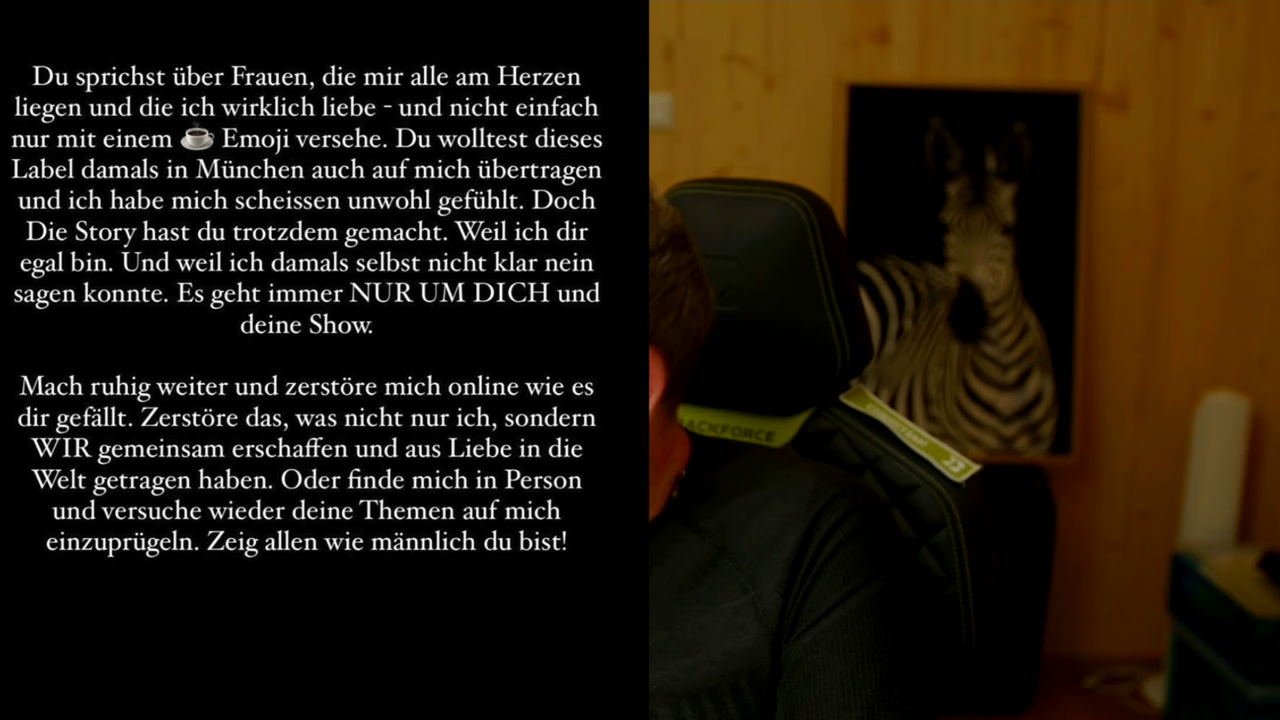 Du sprichst über Frauen, die mir alle am Herzen
liegen und die ich wirklich liebe - und nicht einfach
nur mit einem ☕ Emoji versehe. Du wolltest dieses
Label damals in München auch auf mich übertragen
und ich habe mich scheissen unwohl gefühlt. Doch
Die Story hast du trotzdem gemacht. Weil ich dir
egal bin. Und weil ich damals selbst nicht klar nein
sagen konnte. Es geht immer NUR UM DICH und
deine Show.
Mach ruhig weiter und zerstöre mich online wie es
dir gefällt. Zerstöre das, was nicht nur ich, sondern
WIR gemeinsam erschaffen und aus Liebe in die
Welt getragen haben. Oder finde mich in Person
und versuche wieder deine Themen auf mich
einzuprügeln. Zeig allen wie männlich du bist!
RACKFORCE